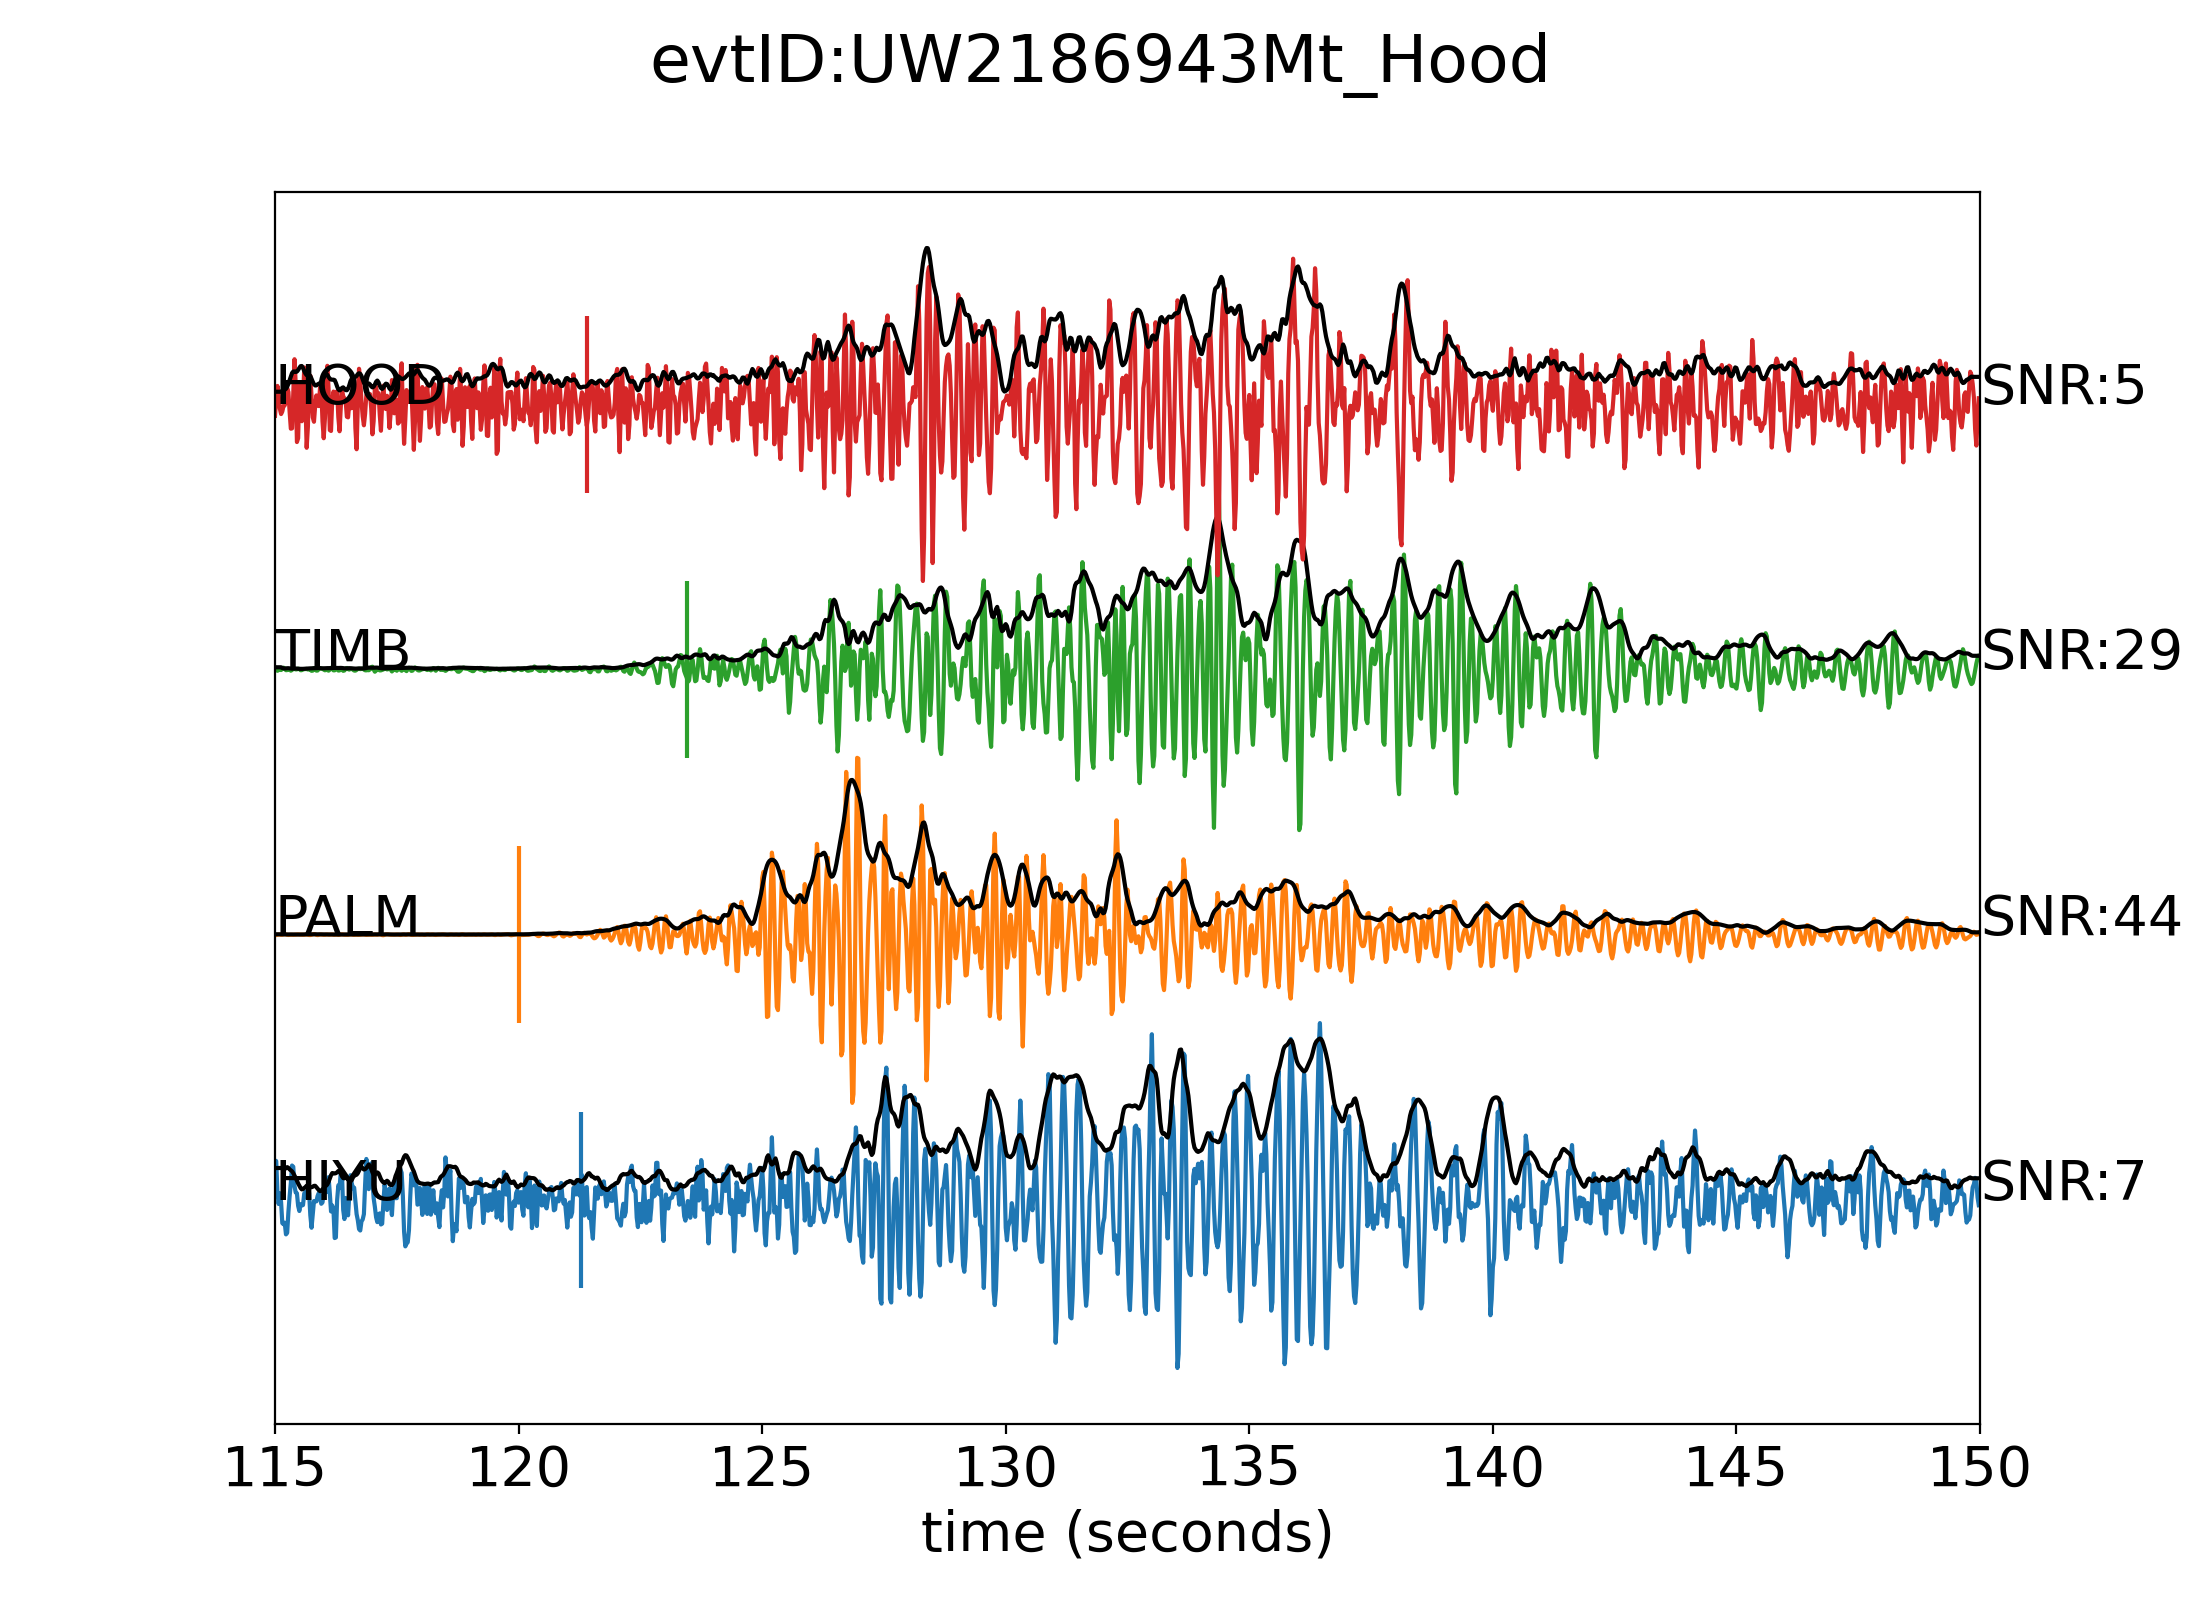 evtID:UW2186943Mt_Hood
HOOD SNR:5
TIMB SNR:29
PALM SNR:44
HIYU SNR:7
115 120 125 130 135 140 145 150
time (seconds)